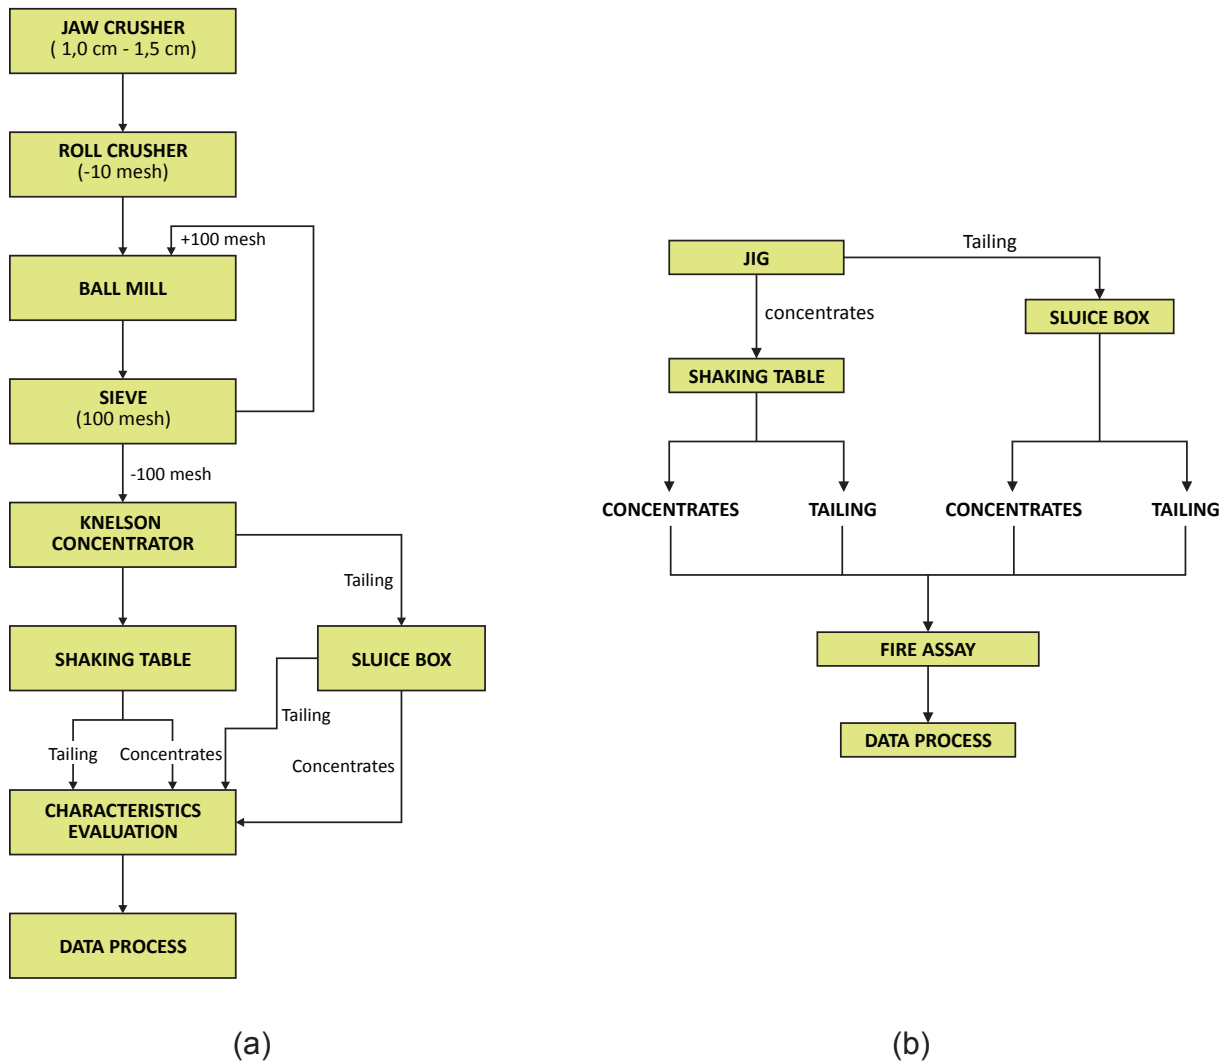 JAW CRUSHER
( 1,0 cm - 1,5 cm)
ROLL CRUSHER
(-10 mesh)
+100 mesh
BALL MILL
SIEVE
(100 mesh)
-100 mesh
KNELSON
CONCENTRATOR
Tailing
SHAKING TABLE
SLUICE BOX
Tailing
Tailing
Concentrates
Concentrates
CHARACTERISTICS
EVALUATION
DATA PROCESS
(a)
JIG
Tailing
concentrates
SLUICE BOX
SHAKING TABLE
CONCENTRATES
TAILING
CONCENTRATES
TAILING
FIRE ASSAY
DATA PROCESS
(b)